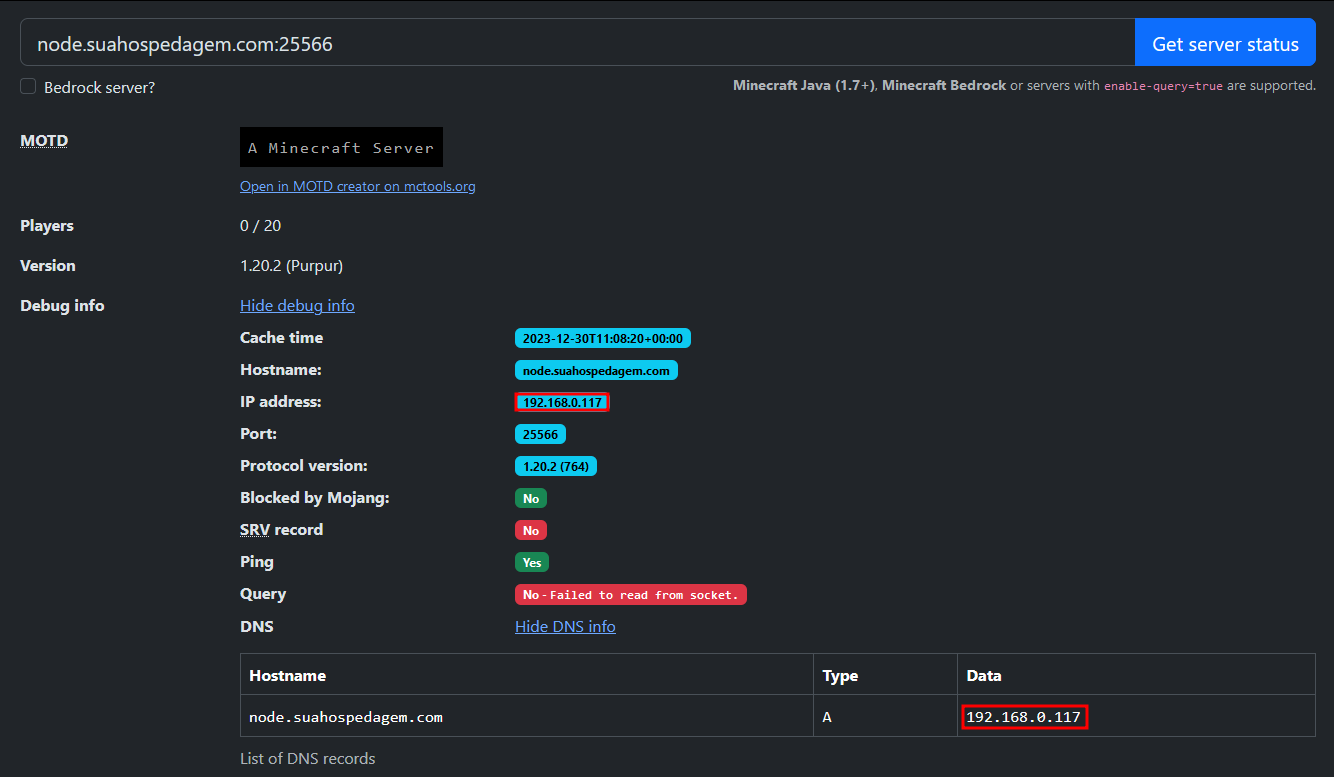 node.suahospedagem.com:25566
Get server status
Bedrock server?
Minecraft Java (1.7+), Minecraft Bedrock or servers with enable-query=true are supported.
MOTD
A Minecraft Server
Open in MOTD creator on mctools.org
Players
0 / 20
Version
1.20.2 (Purpur)
Debug info
Hide debug info
Cache time
2023-12-30T11:08:20+00:00
Hostname:
node.suahospedagem.com
IP address:
192.168.0.117
Port:
25566
Protocol version:
1.20.2 (764)
Blocked by Mojang:
No
SRV record
No
Ping
Yes
Query
No - Failed to read from socket.
DNS
Hide DNS info
Hostname Type Data
node.suahospedagem.com A 192.168.0.117
List of DNS records